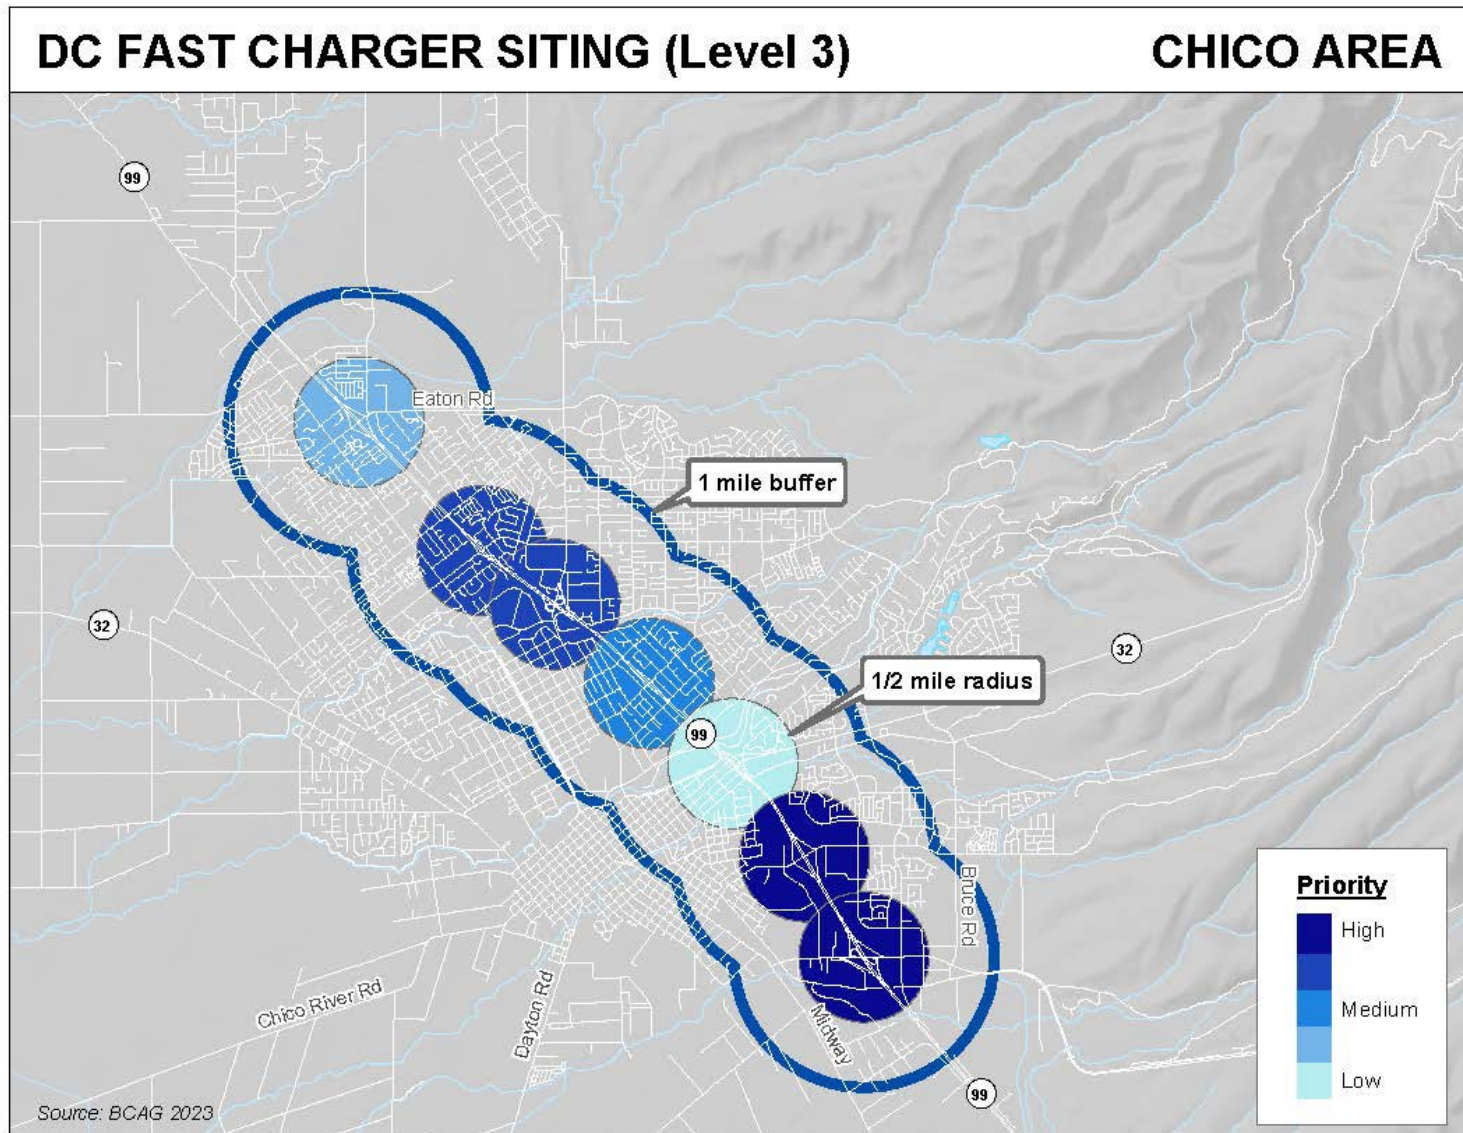 DC FAST CHARGER SITING (Level 3)
CHICO AREA
99
Eaton Rd
1 mile buffer
32
32
1/2 mile radius
99
Bruce Rd
Priority
High
Medium
Low
Chico River Rd
Dayton Rd
Midway
99
Source: BCAG 2023